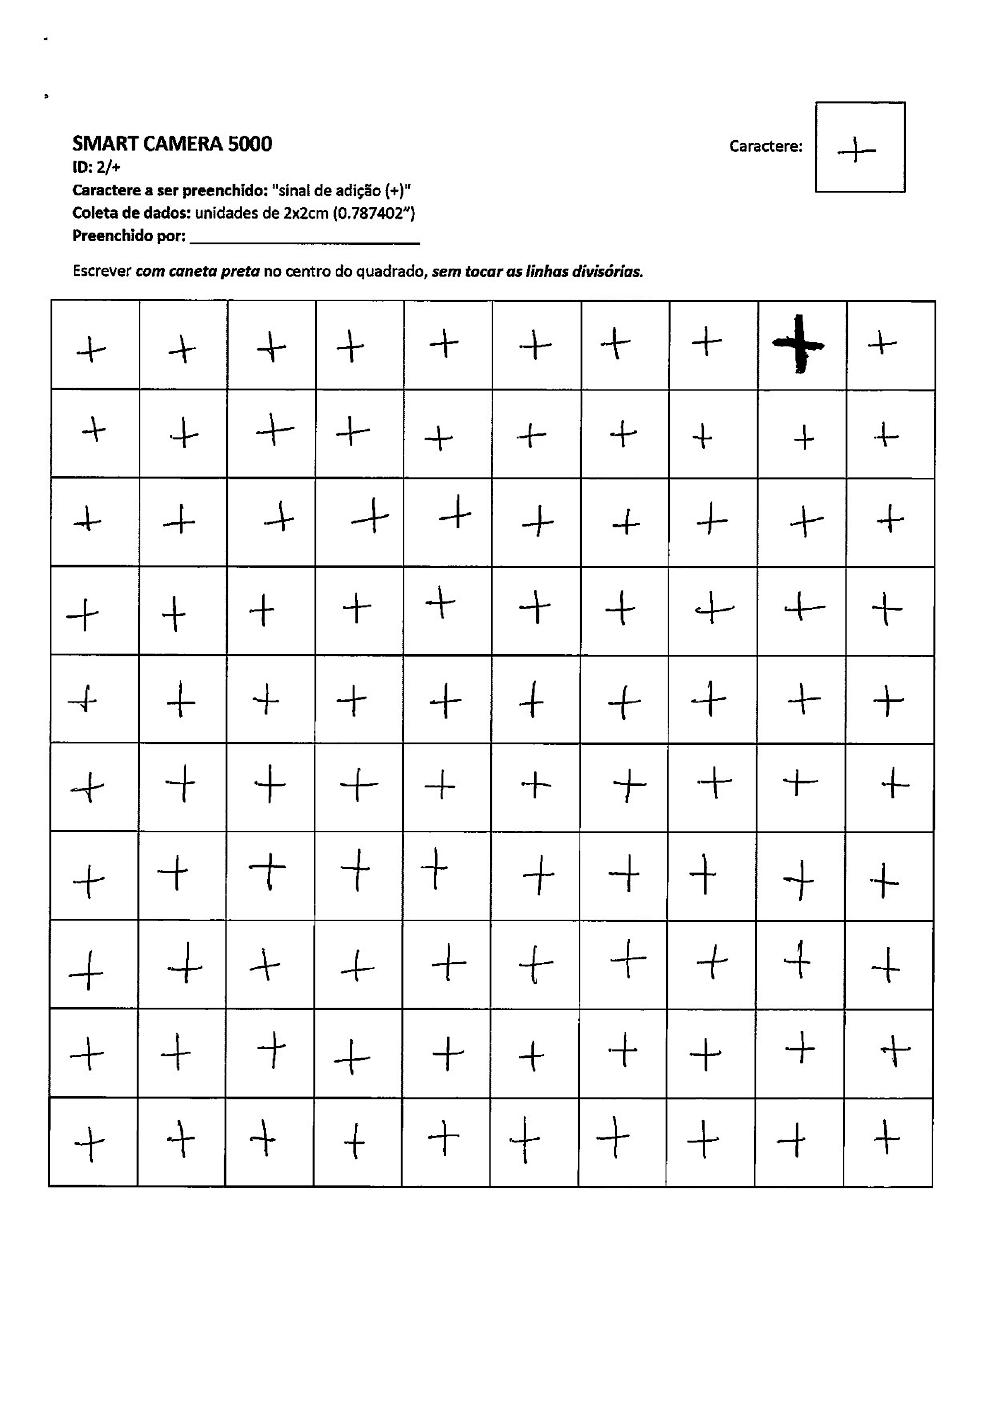 SMART CAMERA 5000
ID: 2/+
Caractere a ser preenchido: "sinal de adição (+)"
Coleta de dados: unidades de 2x2cm (0.787402")
Preenchido por: ____________________
Caractere: +
Escrever com caneta preta no centro do quadrado, sem tocar as linhas divisórias.
+ + + + + + + + + +
+ + + + + + + + + +
+ + + + + + + + + +
+ + + + + + + + + +
+ + + + + + + + + +
+ + + + + + + + + +
+ + + + + + + + + +
+ + + + + + + + + +
+ + + + + + + + + +
+ + + + + + + + + +